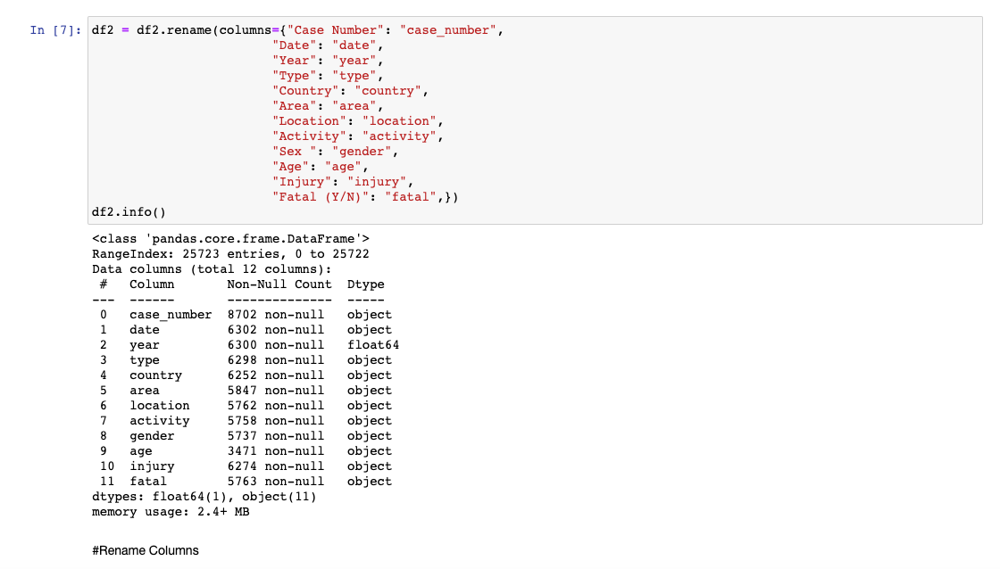 In [7]: df2 = df2.rename(columns={"Case Number": "case_number",
"Date": "date",
"Year": "year",
"Type": "type",
"Country": "country",
"Area": "area",
"Location": "location",
"Activity": "activity",
"Sex ": "gender",
"Age": "age",
"Injury": "injury",
"Fatal (Y/N)": "fatal",})
df2.info()
<class 'pandas.core.frame.DataFrame'>
RangeIndex: 25723 entries, 0 to 25722
Data columns (total 12 columns):
 #   Column       Non-Null Count  Dtype
---  ------       --------------  -----
 0   case_number  8702 non-null   object
 1   date         6302 non-null   object
 2   year         6300 non-null   float64
 3   type         6298 non-null   object
 4   country      6252 non-null   object
 5   area         5847 non-null   object
 6   location     5762 non-null   object
 7   activity     5758 non-null   object
 8   gender       5737 non-null   object
 9   age          3471 non-null   object
 10  injury       6274 non-null   object
 11  fatal        5763 non-null   object
dtypes: float64(1), object(11)
memory usage: 2.4+ MB
#Rename Columns